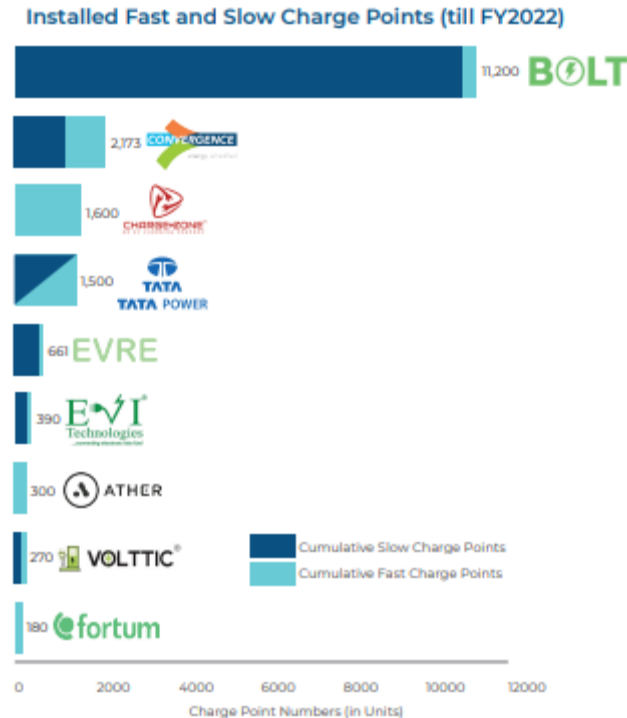 Installed Fast and Slow Charge Points (till FY2022)
11,200 BOLT
2,173 CONVERGENCE
1,600 CHARGE+ZONE
1,500 TATA
TATA POWER
661 EVRE
390 EVI
Technologies
300 ATHER
270 VOLTTIC®
180 fortum
Cumulative Slow Charge Points
Cumulative Fast Charge Points
0 2000 4000 6000 8000 10000 12000
Charge Point Numbers (in Units)